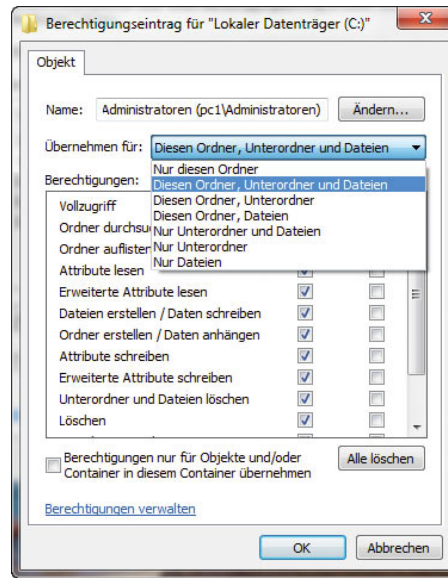 Berechtigungseintrag für "Lokaler Datenträger (C:)"
Objekt
Name: Administratoren (pc1\Administratoren) Ändern...
Übernehmen für: Diesen Ordner, Unterordner und Dateien
Nur diesen Ordner
Berechtigungen: Diesen Ordner, Unterordner und Dateien
Vollzugriff Diesen Ordner, Unterordner
Diesen Ordner, Dateien
Ordner durchsu Nur Unterordner und Dateien
Ordner auflisten Nur Unterordner
Attribute lesen Nur Dateien
Erweiterte Attribute lesen
Dateien erstellen / Daten schreiben
Ordner erstellen / Daten anhängen
Attribute schreiben
Erweiterte Attribute schreiben
Unterordner und Dateien löschen
Löschen
Berechtigungen nur für Objekte und/oder
Container in diesem Container übernehmen
Alle löschen
Berechtigungen verwalten
OK Abbrechen